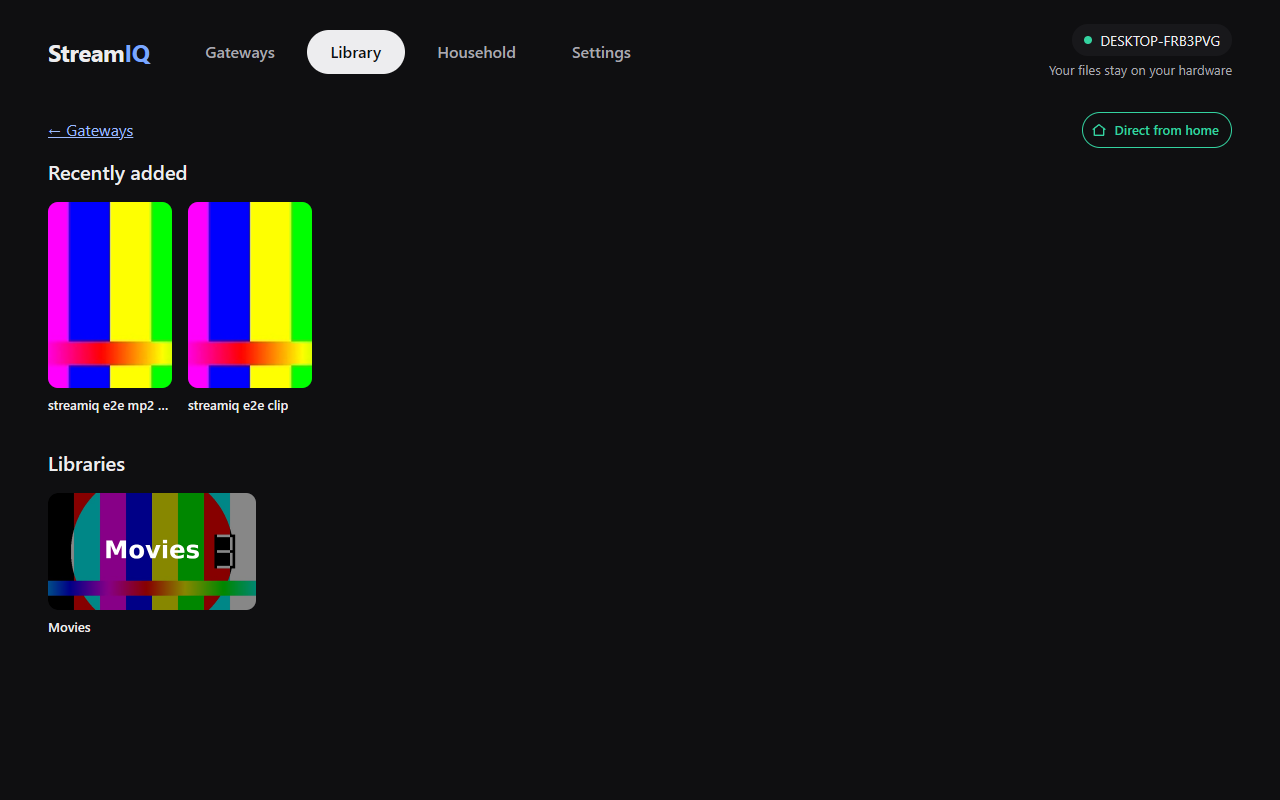 StreamIQ
Gateways
Library
Household
Settings
DESKTOP-FRB3PVG
Your files stay on your hardware
← Gateways
Direct from home
Recently added
streamiq e2e mp2 ...
streamiq e2e clip
Libraries
Movies
Movies